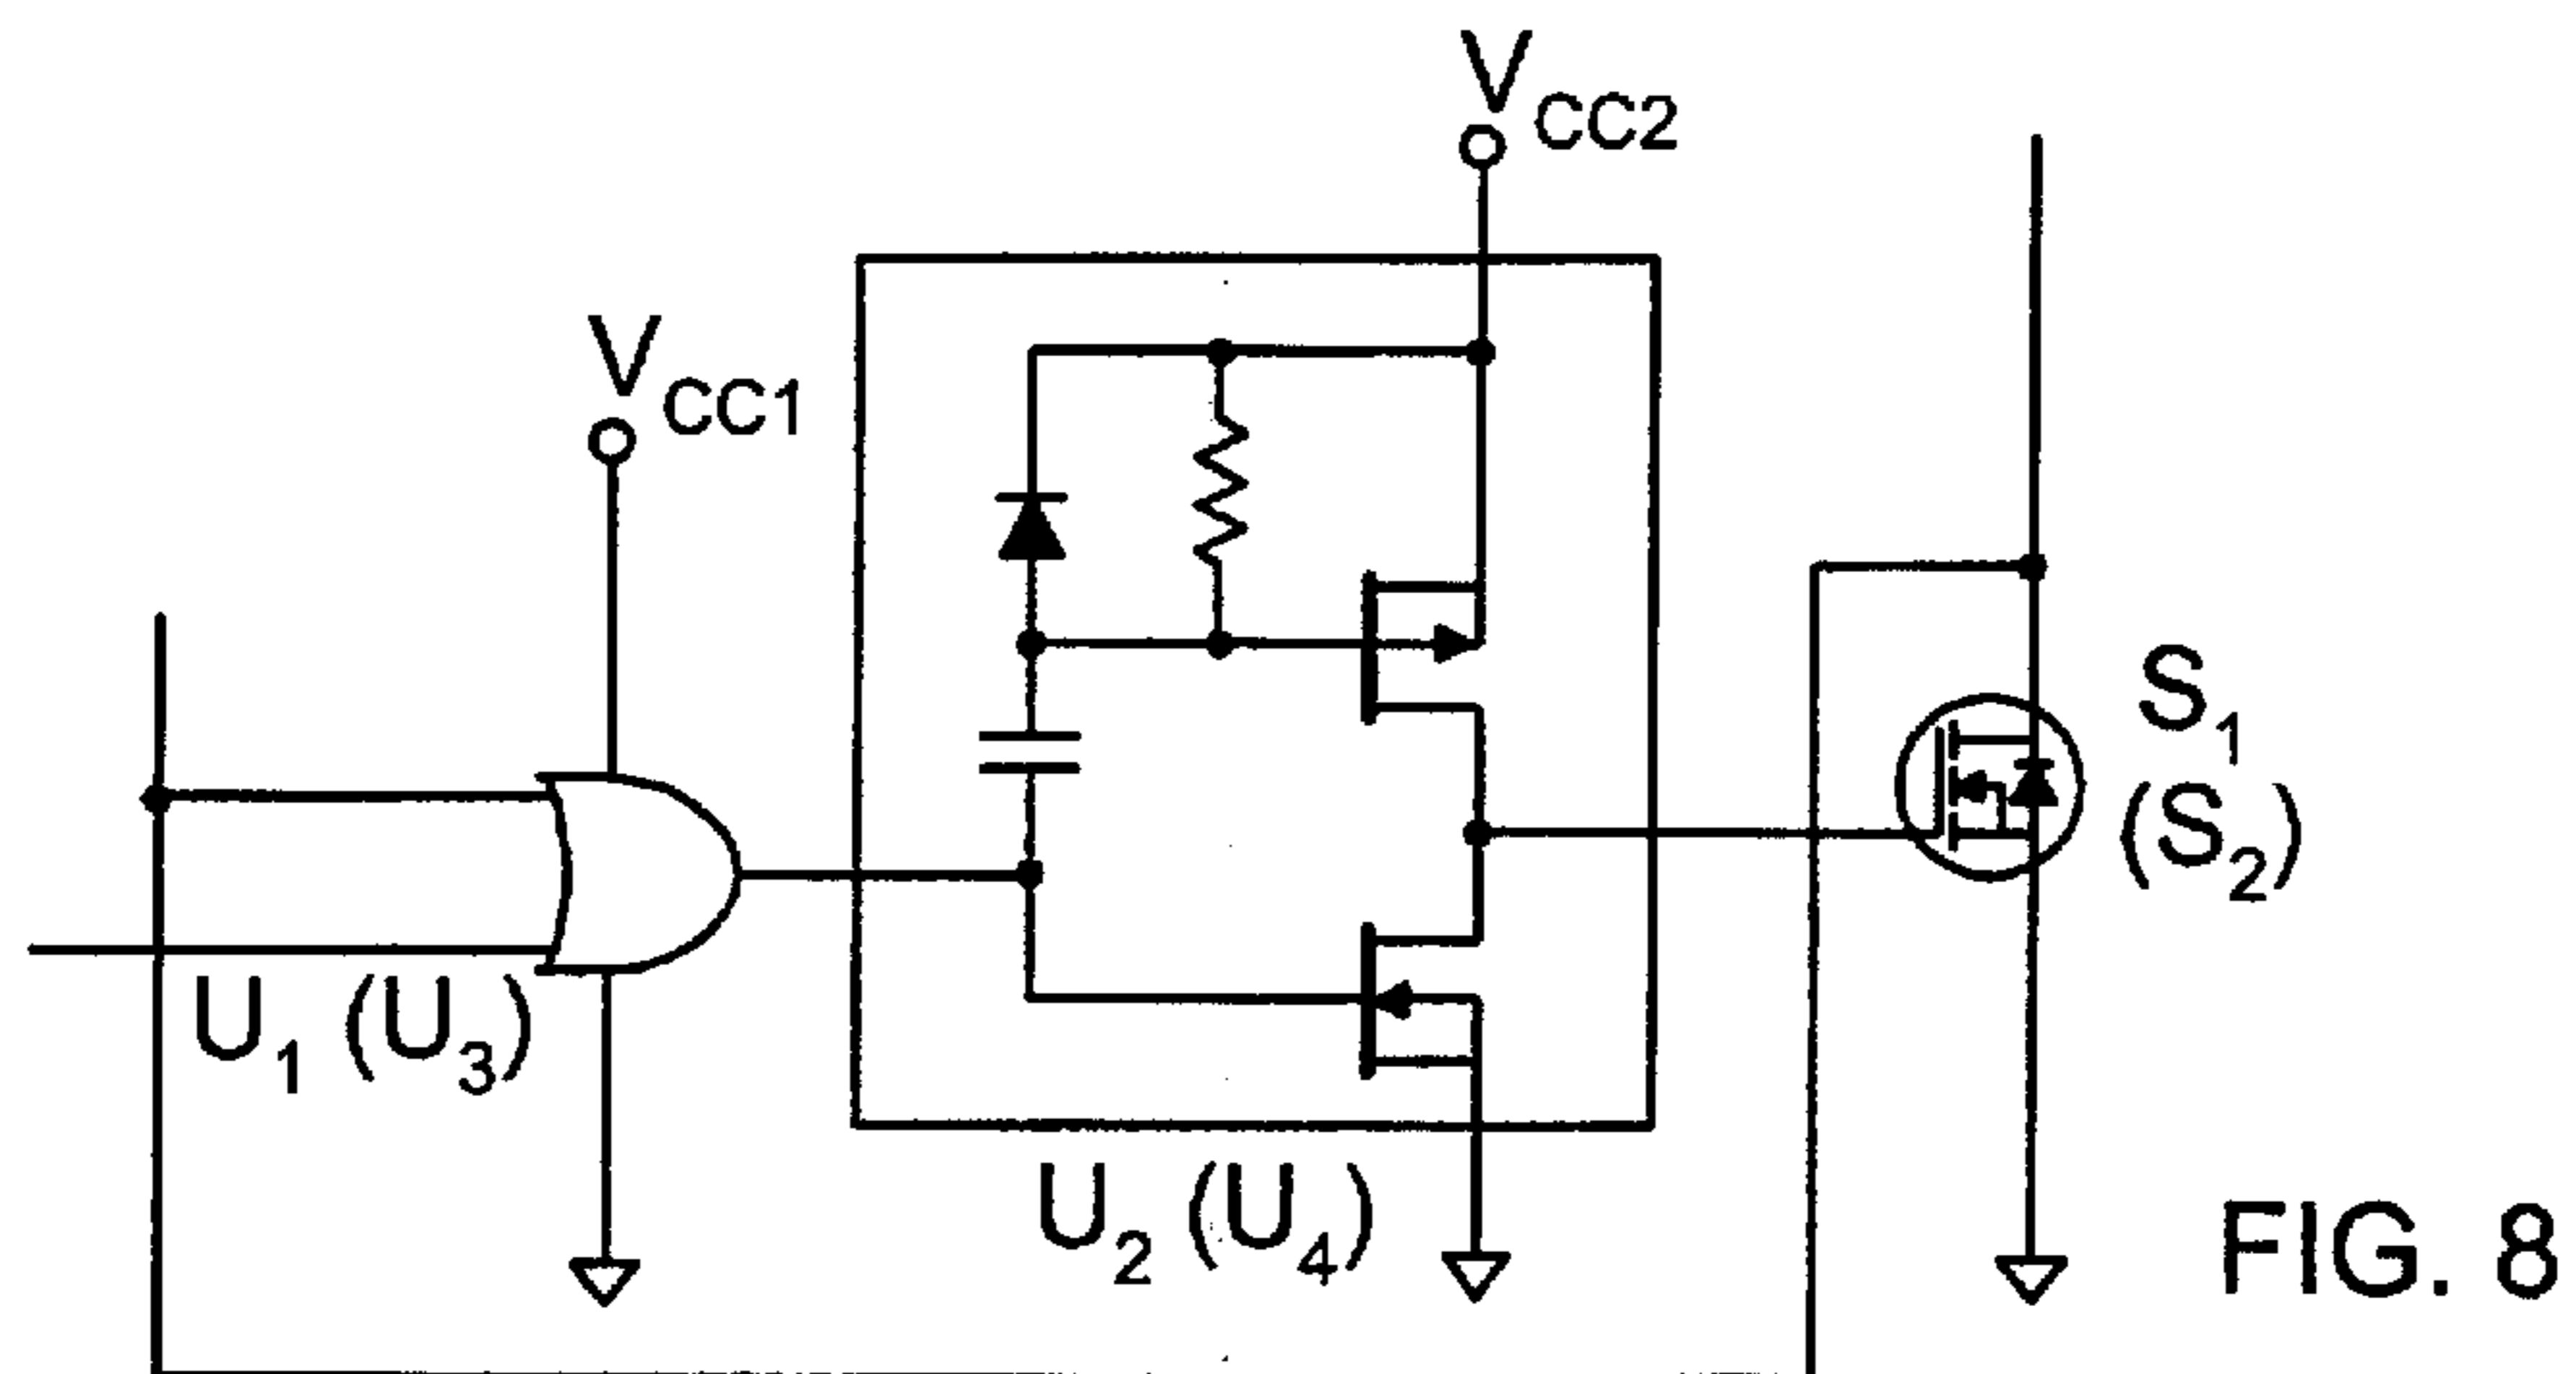 VCC2
VCC1
S1
(S2)
U1 (U3)
U2 (U4)
FIG. 8